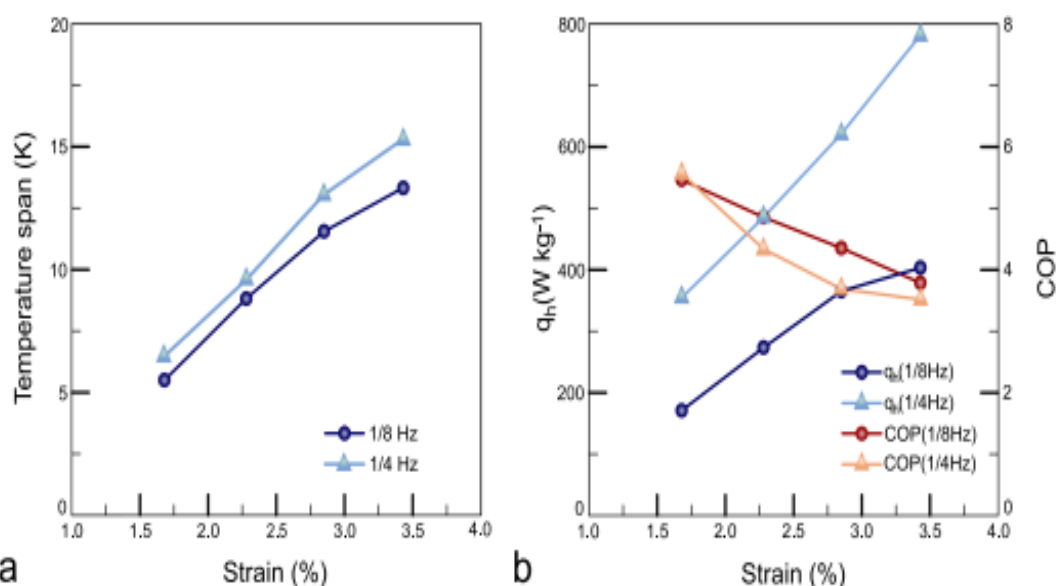 20
15
10
5
0
Temperature span (K)
1/8 Hz
1/4 Hz
1.0 1.5 2.0 2.5 3.0 3.5 4.0
Strain (%)
a
800
600
400
200
0
qₕ(W kg⁻¹)
8
6
4
2
0
COP
qₕ(1/8Hz)
qₕ(1/4Hz)
COP(1/8Hz)
COP(1/4Hz)
1.0 1.5 2.0 2.5 3.0 3.5 4.0
Strain (%)
b